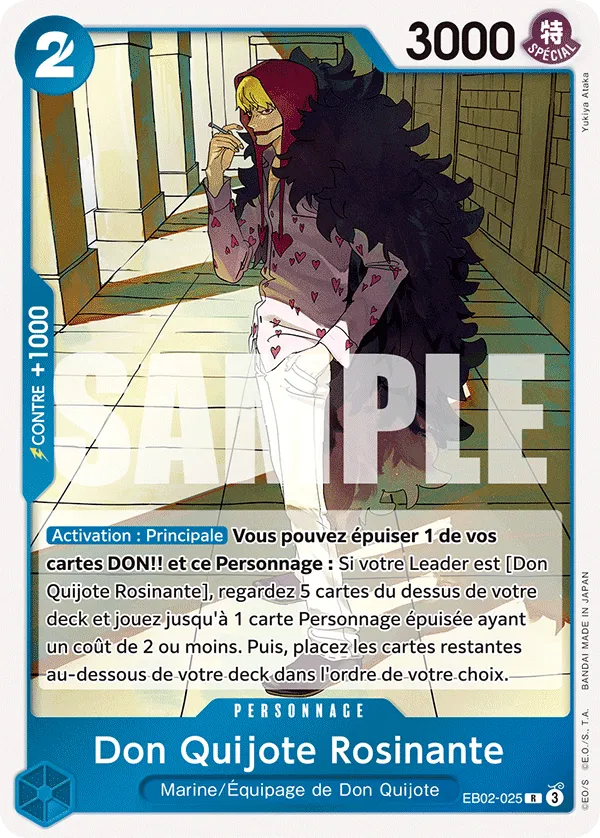 2
3000
特
SPÉCIAL
Yukiya Ataka
CONTRE +1000
SAMPLE
Activation : Principale Vous pouvez épuiser 1 de vos
cartes DON!! et ce Personnage : Si votre Leader est [Don
Quijote Rosinante], regardez 5 cartes du dessus de votre
deck et jouez jusqu'à 1 carte Personnage épuisée ayant
un coût de 2 ou moins. Puis, placez les cartes restantes
au-dessous de votre deck dans l'ordre de votre choix.
PERSONNAGE
Don Quijote Rosinante
Marine/Équipage de Don Quijote
EB02-025 R 3
©EO/S ©E.O./S., T.A. BANDAI MADE IN JAPAN